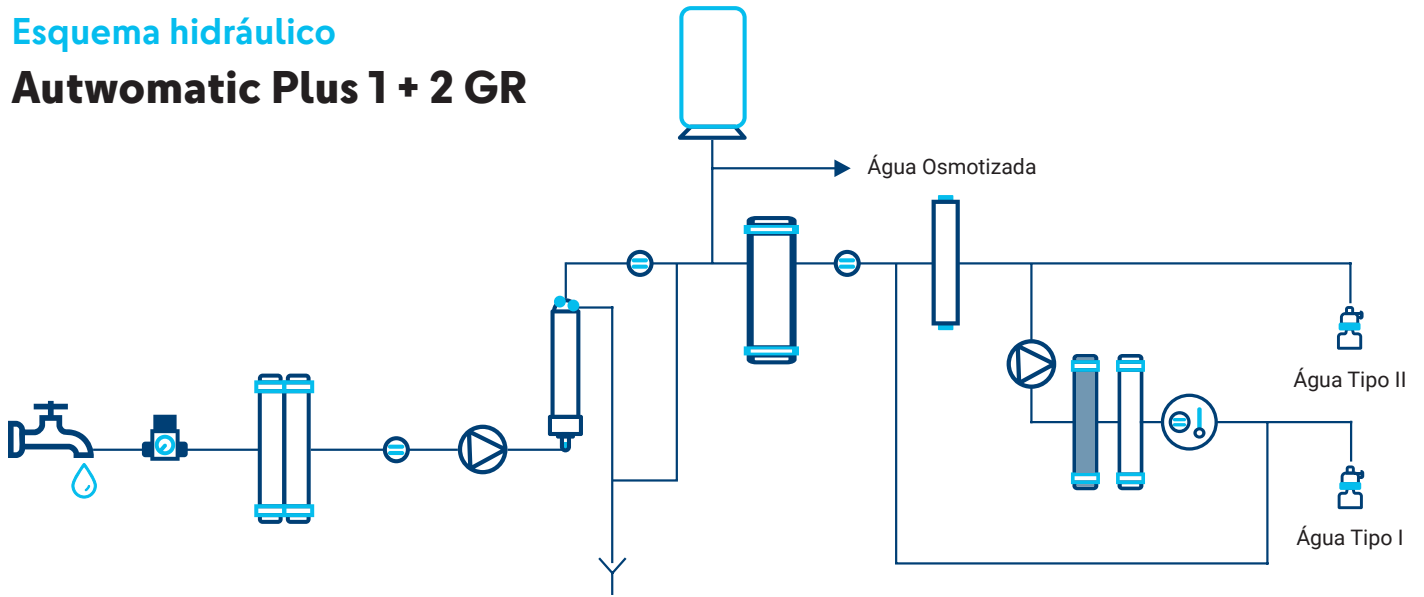 Esquema hidráulico
Autwomatic Plus 1 + 2 GR
Água Osmotizada
Água Tipo II
Água Tipo I